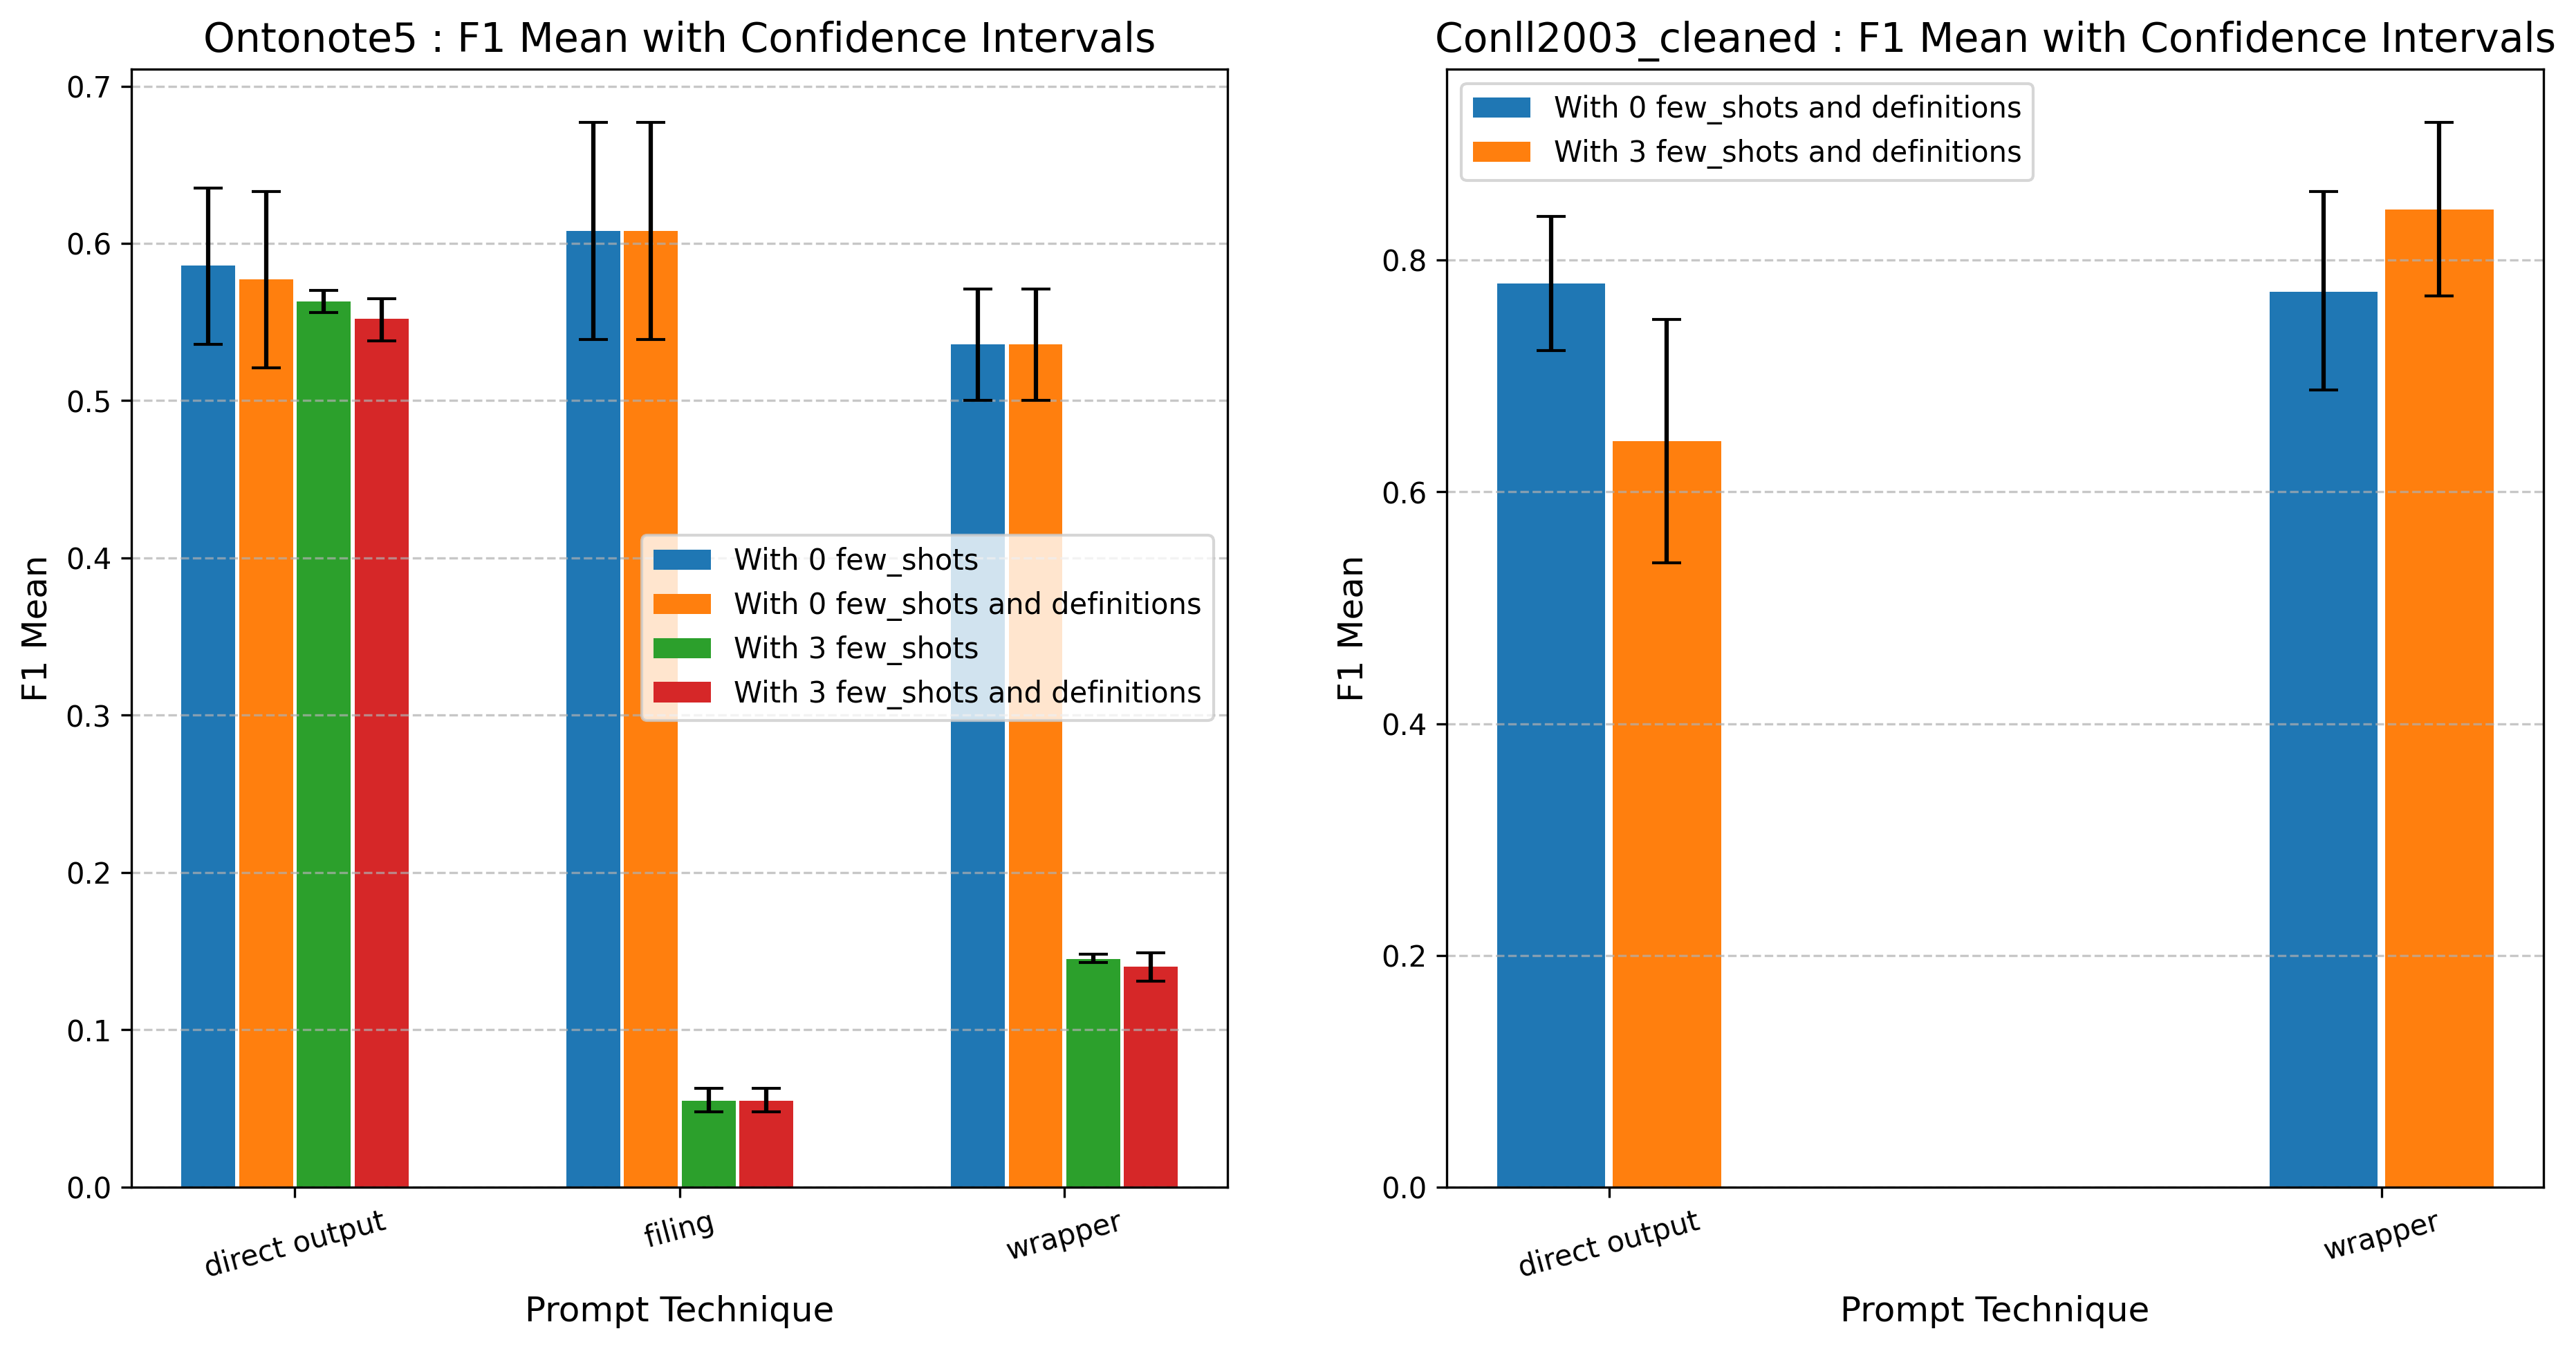 Ontonote5 : F1 Mean with Confidence Intervals
F1 Mean
0.7
0.6
0.5
0.4
0.3
0.2
0.1
0.0
With 0 few_shots
With 0 few_shots and definitions
With 3 few_shots
With 3 few_shots and definitions
direct output
filing
wrapper
Prompt Technique
Conll2003_cleaned : F1 Mean with Confidence Intervals
With 0 few_shots and definitions
With 3 few_shots and definitions
F1 Mean
0.8
0.6
0.4
0.2
0.0
direct output
wrapper
Prompt Technique